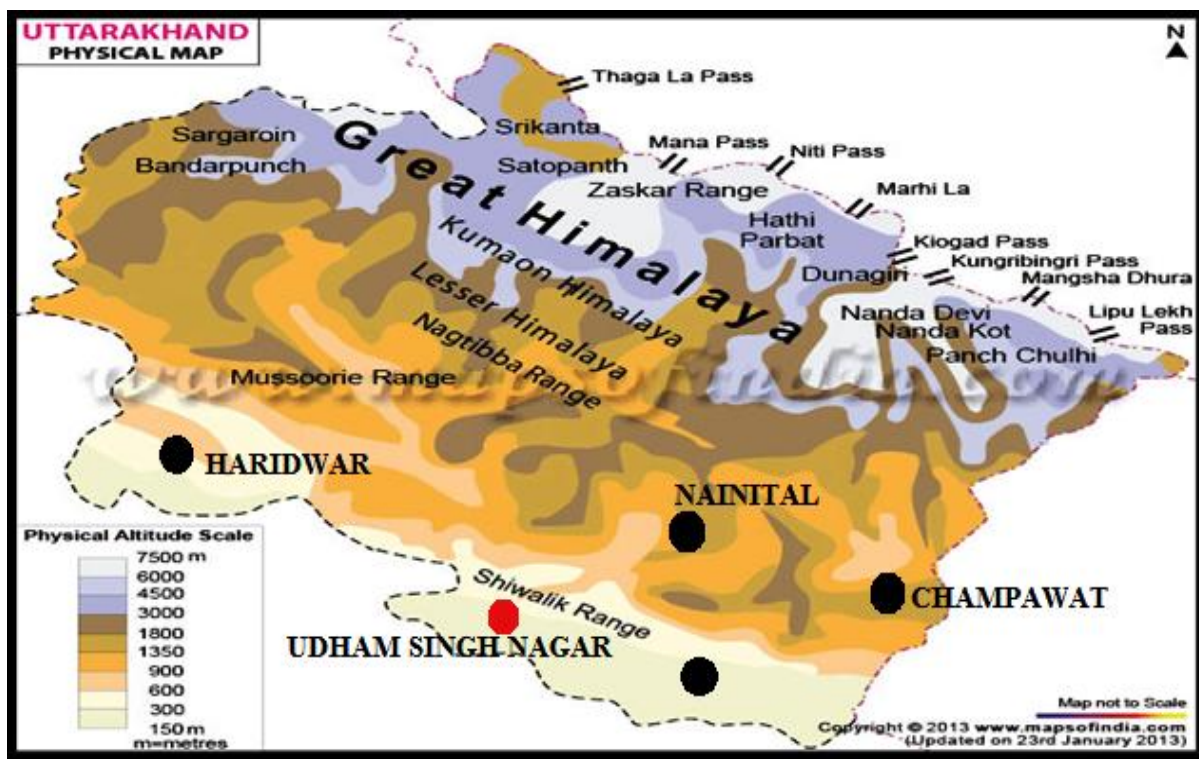 UTTARAKHAND
PHYSICAL MAP
N
Thaga La Pass
Srikanta
Sargaroin
Great Himalaya
Mana Pass
Niti Pass
Bandarpunch
Satopanth
Zaskar Range
Marhi La
Hathi
Parbat
Kumaon Himalaya
Kiogad Pass
Kungribingri Pass
Dunagiri
Mangsha Dhura
Lesser Himalaya
Nanda Devi
Nanda Kot
Lipu Lekh
Pass
Nagtibba Range
Panch Chulhi
Mussoorie Range
www.mapsofindia.com
HARIDWAR
NAINITAL
Physical Altitude Scale
7500 m
6000
4500
3000
1800
1350
900
600
300
150 m
m=metres
Shiwalik Range
CHAMPAWAT
UDHAM SINGH NAGAR
Map not to Scale
Copyright © 2013 www.mapsofindia.com
(Updated on 23rd January 2013)